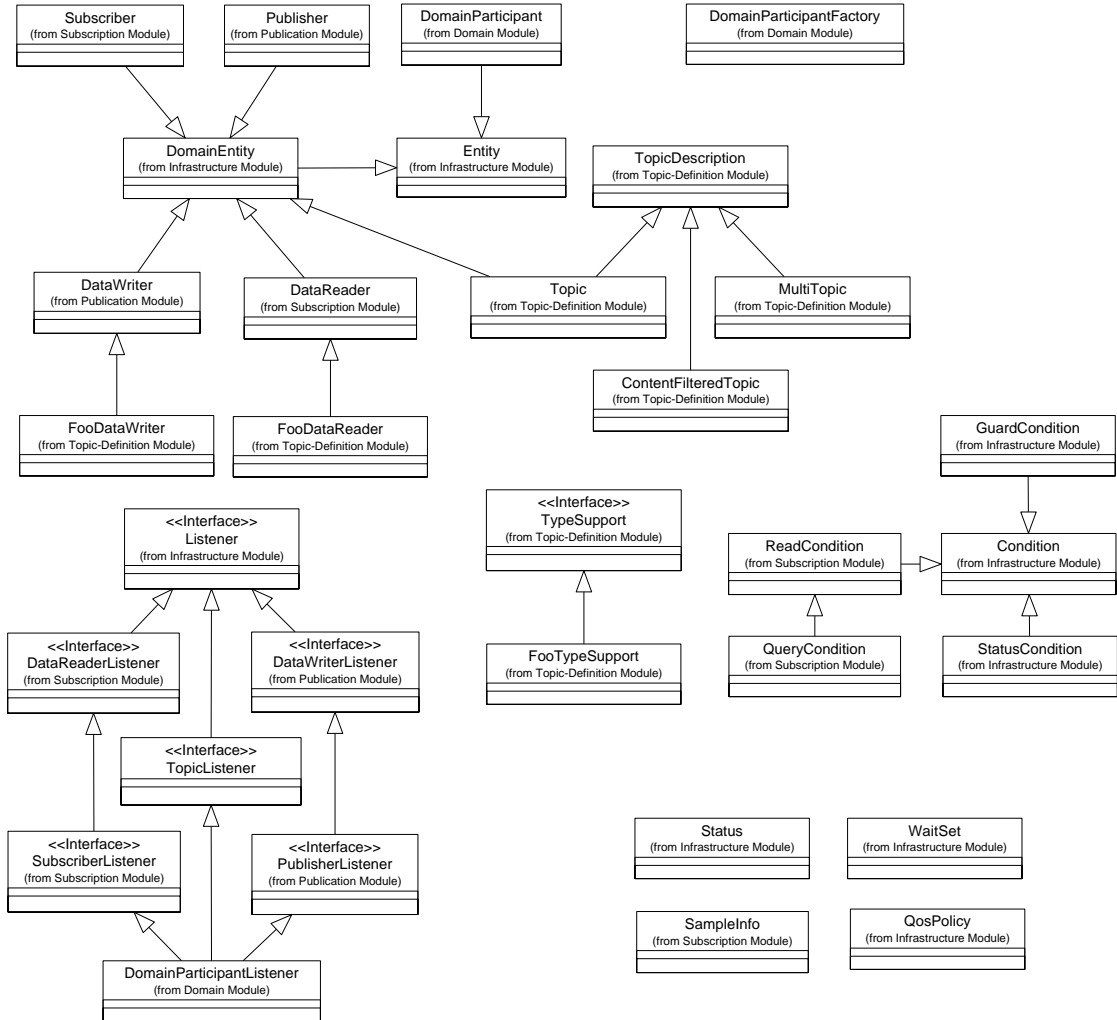 Subscriber
(from Subscription Module)
Publisher
(from Publication Module)
DomainParticipant
(from Domain Module)
DomainParticipantFactory
(from Domain Module)
DomainEntity
(from Infrastructure Module)
Entity
(from Infrastructure Module)
TopicDescription
(from Topic-Definition Module)
DataWriter
(from Publication Module)
DataReader
(from Subscription Module)
Topic
(from Topic-Definition Module)
MultiTopic
(from Topic-Definition Module)
ContentFilteredTopic
(from Topic-Definition Module)
FooDataWriter
(from Topic-Definition Module)
FooDataReader
(from Topic-Definition Module)
GuardCondition
(from Infrastructure Module)
<<Interface>>
Listener
(from Infrastructure Module)
<<Interface>>
TypeSupport
(from Topic-Definition Module)
ReadCondition
(from Subscription Module)
Condition
(from Infrastructure Module)
<<Interface>>
DataReaderListener
(from Subscription Module)
<<Interface>>
DataWriterListener
(from Publication Module)
FooTypeSupport
(from Topic-Definition Module)
QueryCondition
(from Subscription Module)
StatusCondition
(from Infrastructure Module)
<<Interface>>
TopicListener
<<Interface>>
SubscriberListener
(from Subscription Module)
<<Interface>>
PublisherListener
(from Publication Module)
Status
(from Infrastructure Module)
WaitSet
(from Infrastructure Module)
SampleInfo
(from Subscription Module)
QosPolicy
(from Infrastructure Module)
DomainParticipantListener
(from Domain Module)